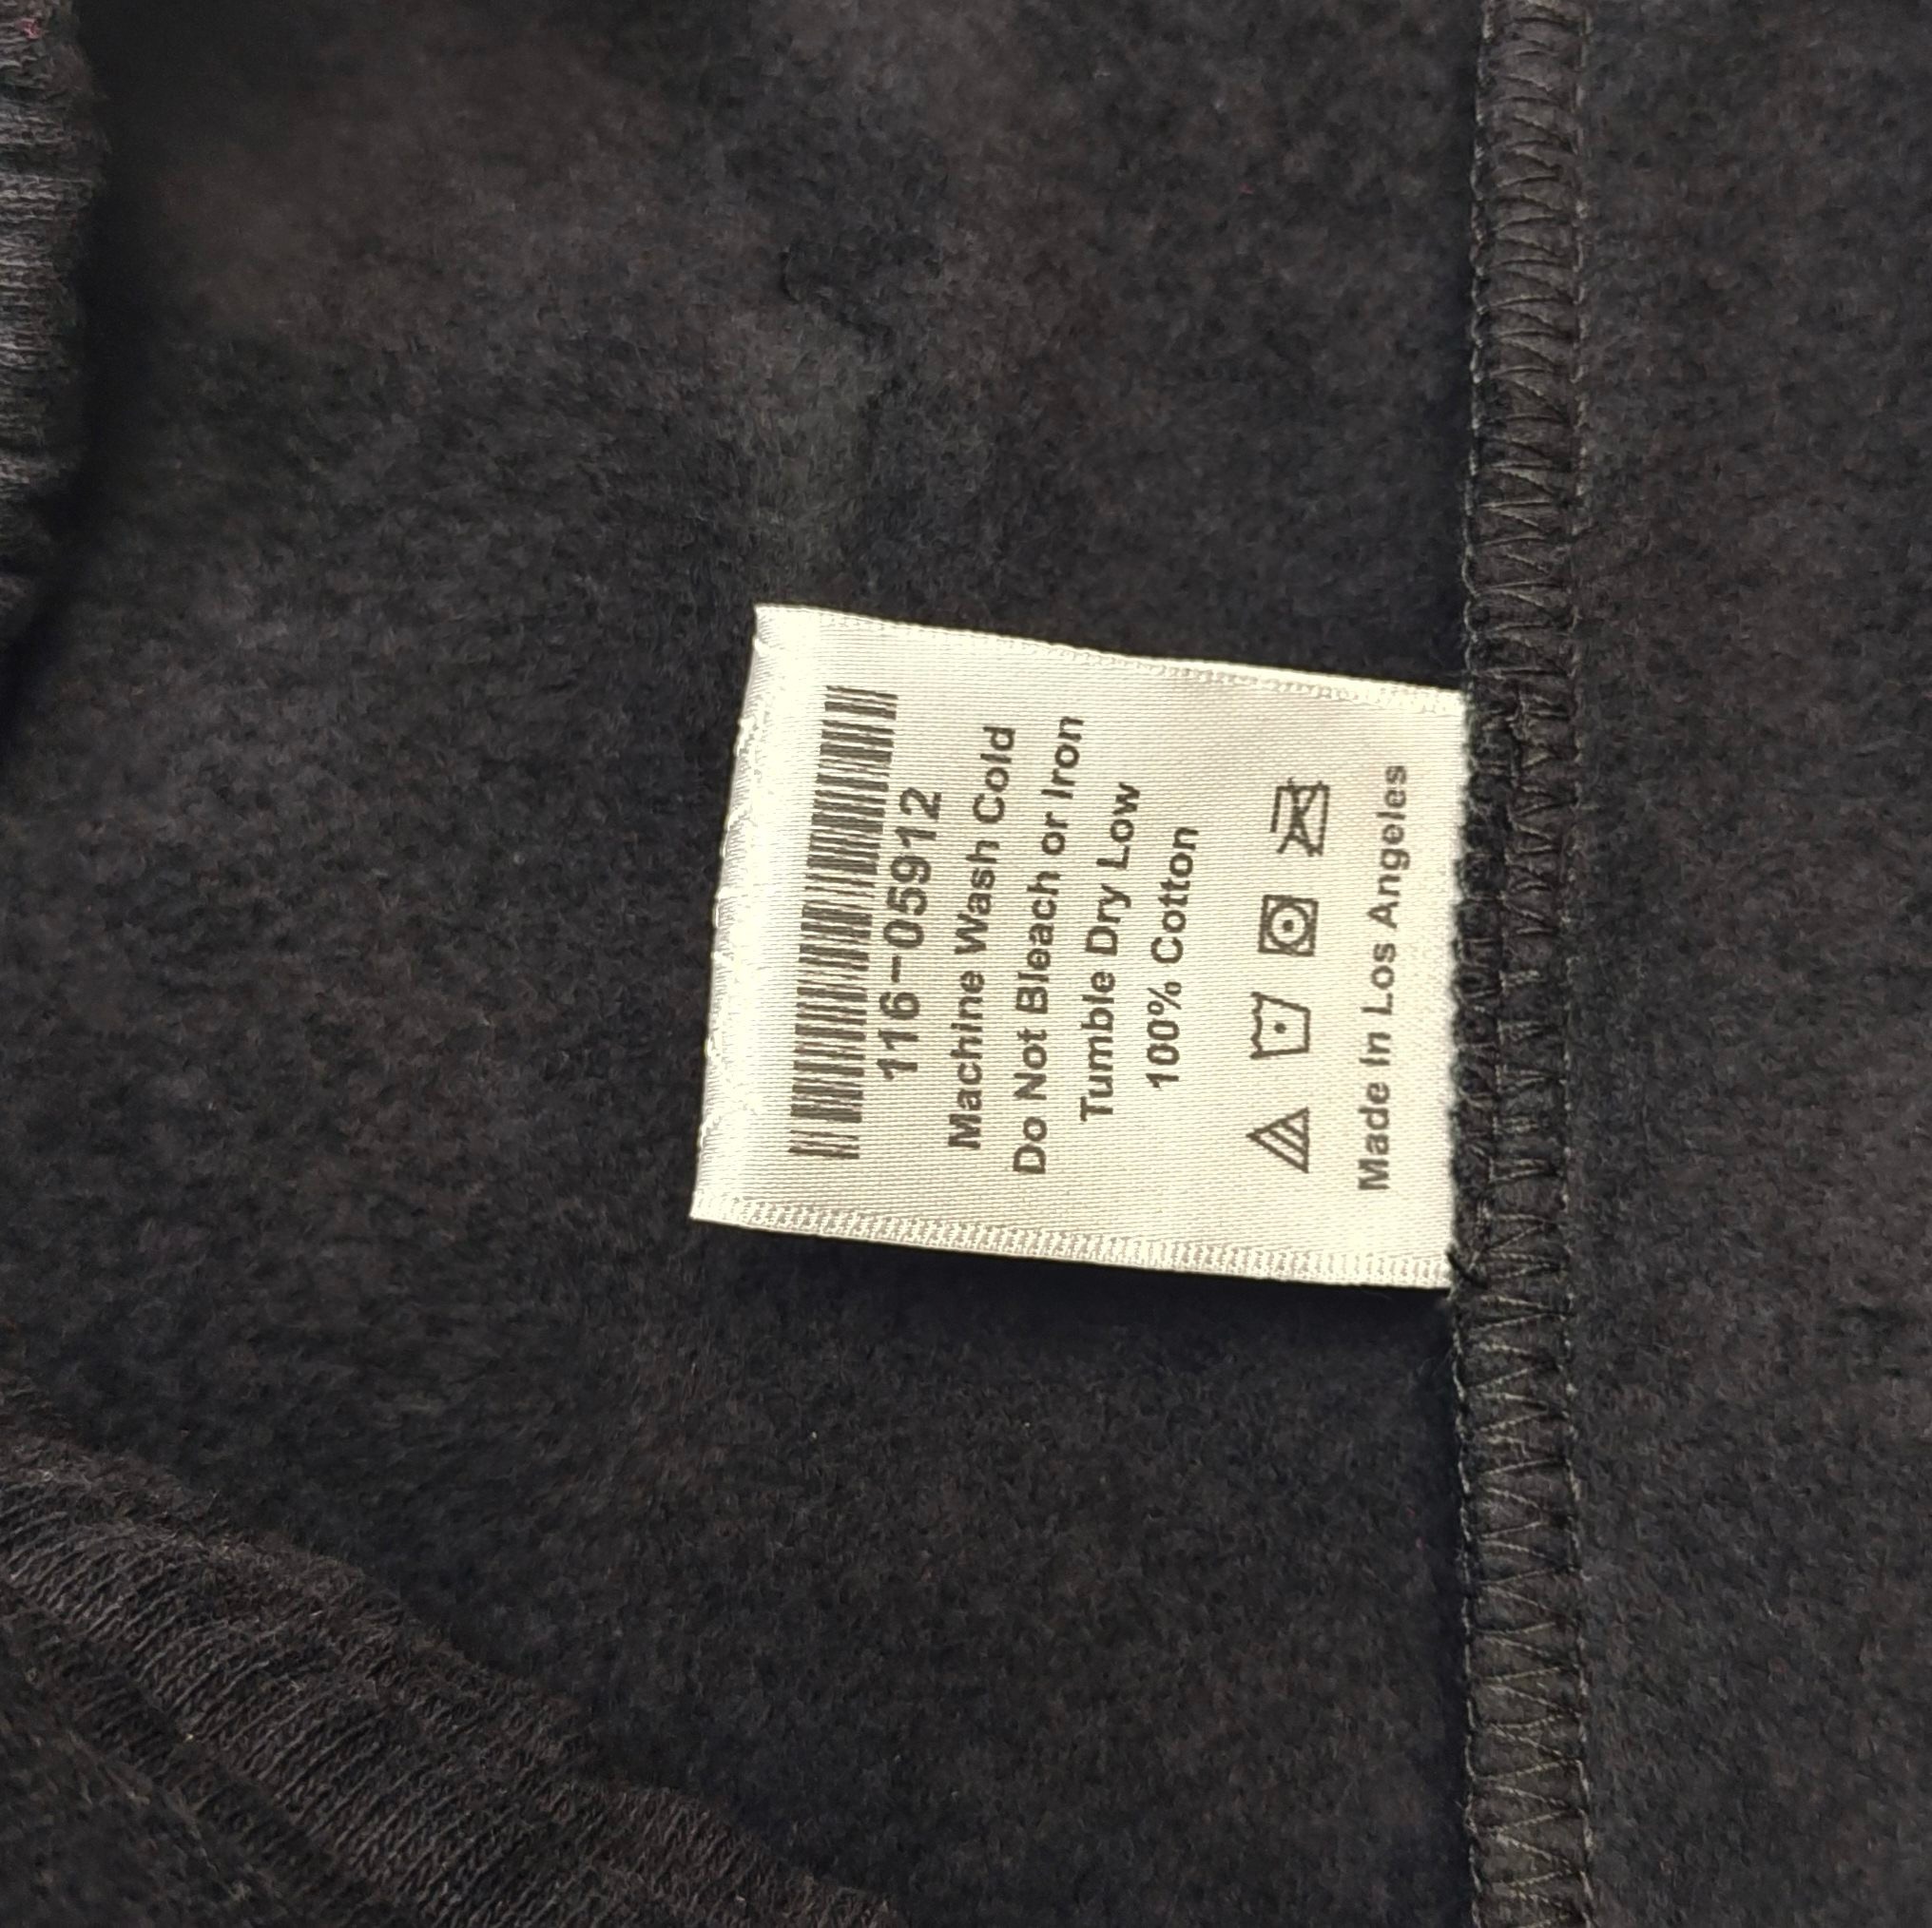 116-05912
Machine Wash Cold
Do Not Bleach or Iron
Tumble Dry Low
100% Cotton
Made In Los Angeles